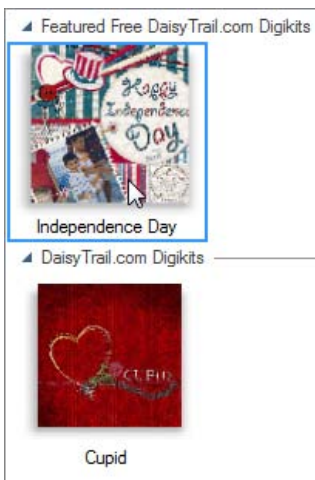 Featured Free DaisyTrail.com Digikits
Happy
Independence
Day
Independence Day
DaisyTrail.com Digikits
CUPID
Cupid